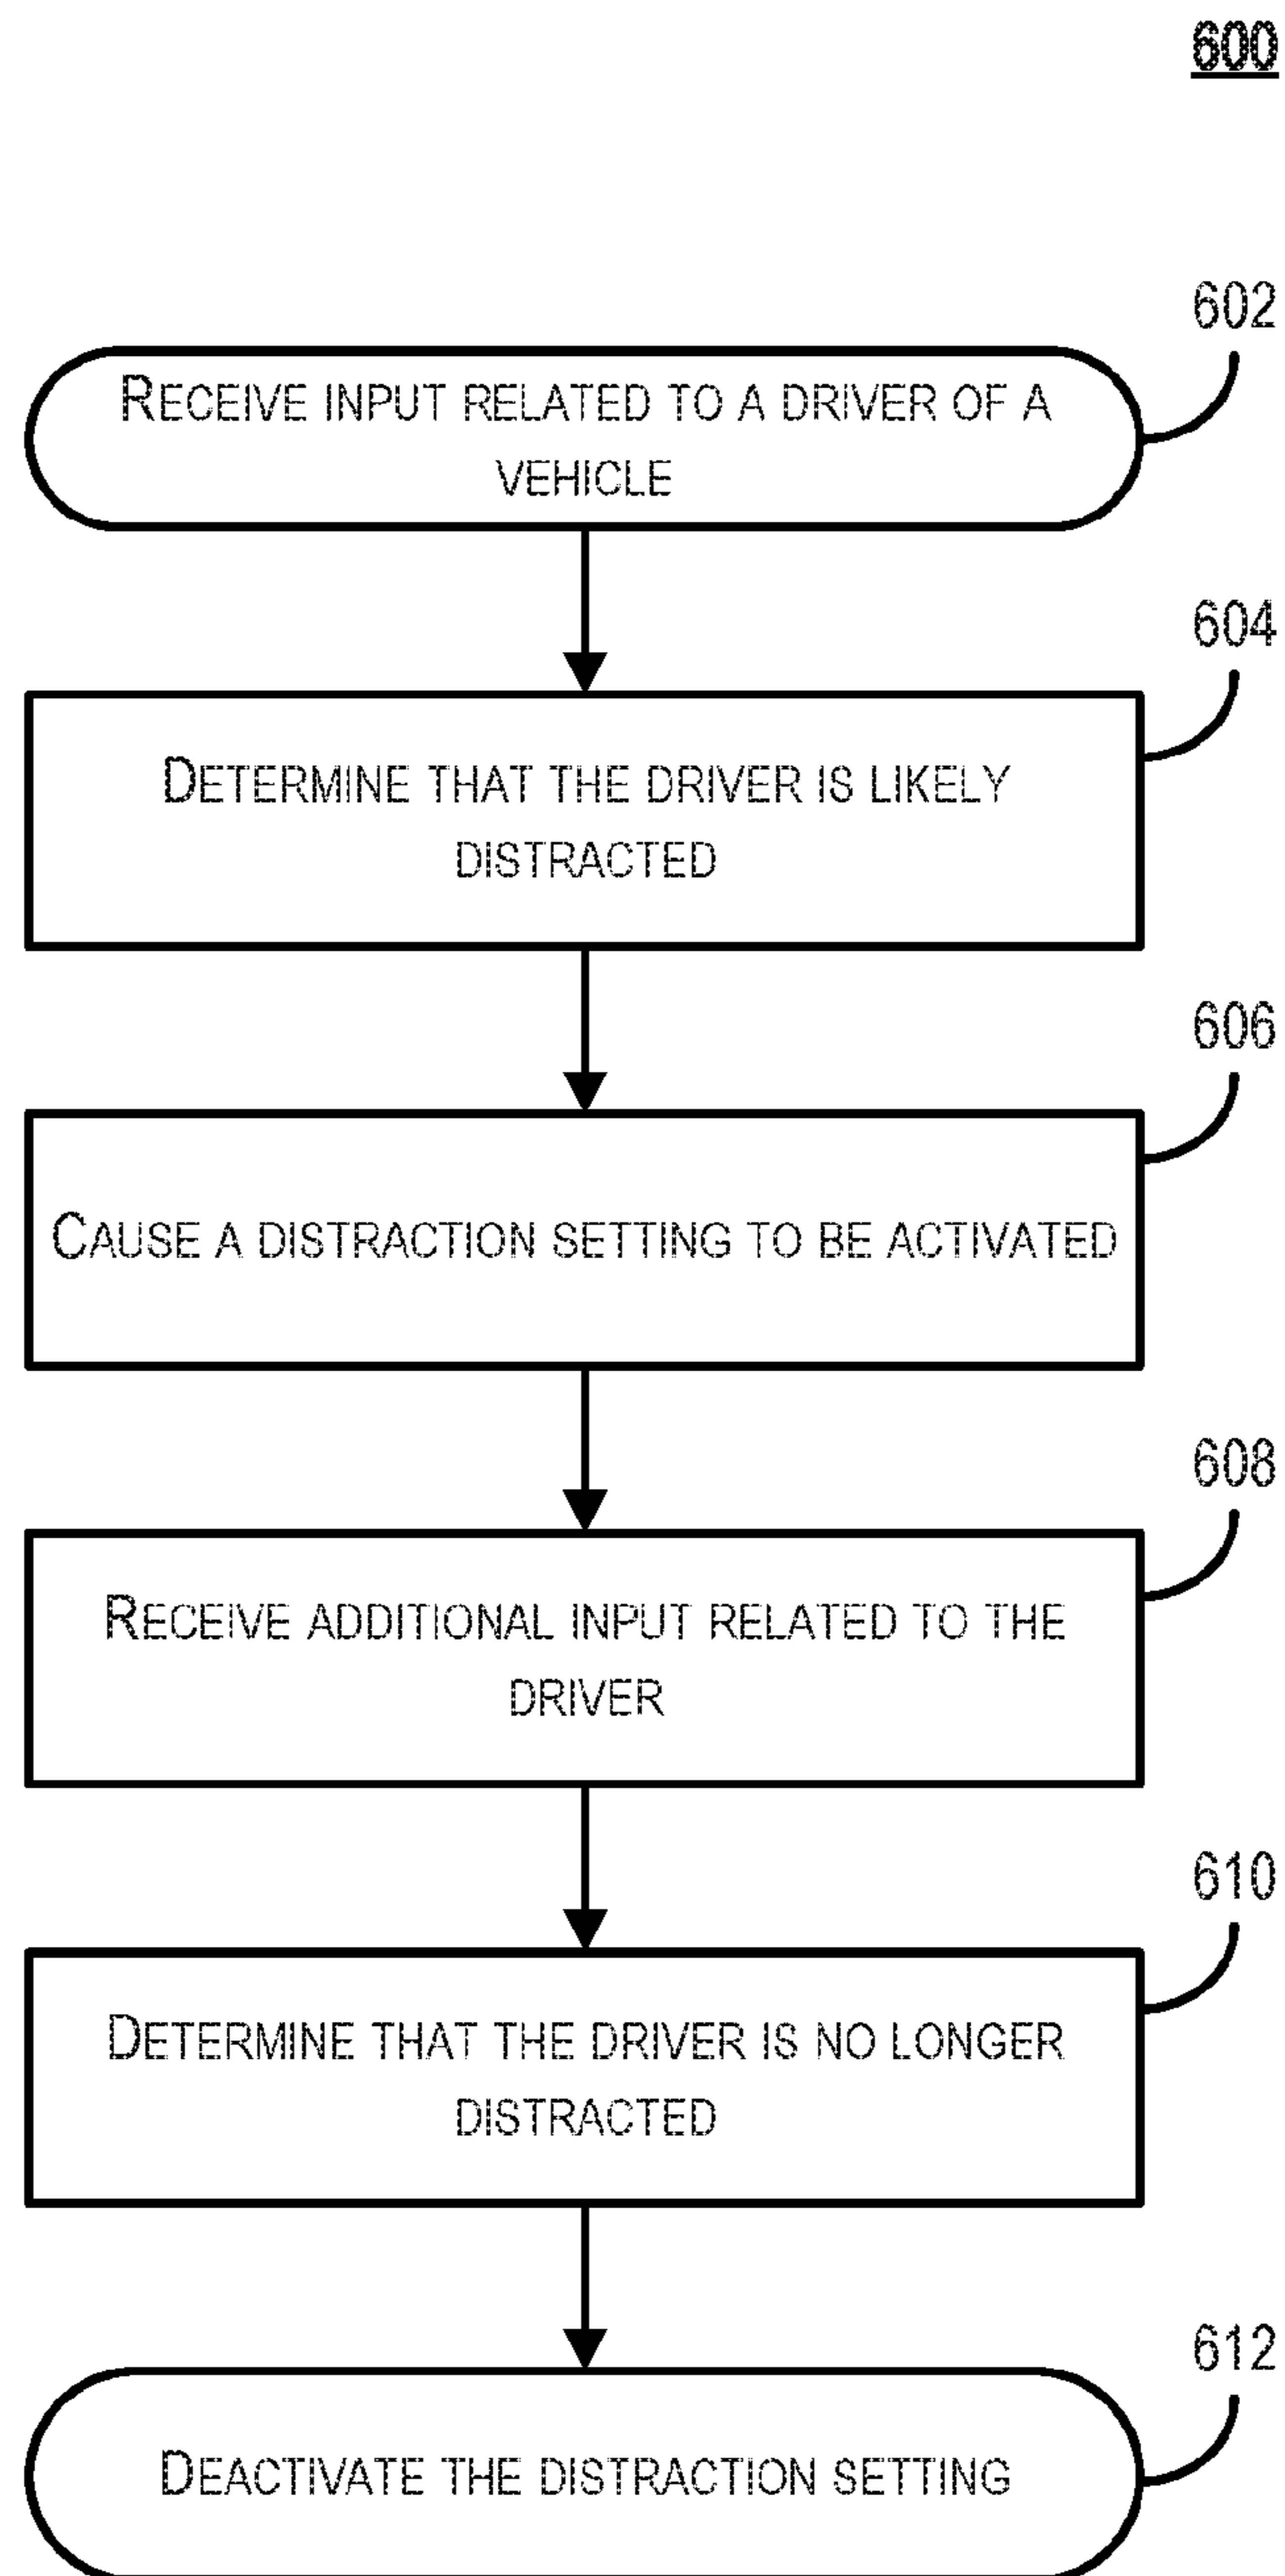 600
602
RECEIVE INPUT RELATED TO A DRIVER OF A
VEHICLE
604
DETERMINE THAT THE DRIVER IS LIKELY
DISTRACTED
606
CAUSE A DISTRACTION SETTING TO BE ACTIVATED
608
RECEIVE ADDITIONAL INPUT RELATED TO THE
DRIVER
610
DETERMINE THAT THE DRIVER IS NO LONGER
DISTRACTED
612
DEACTIVATE THE DISTRACTION SETTING